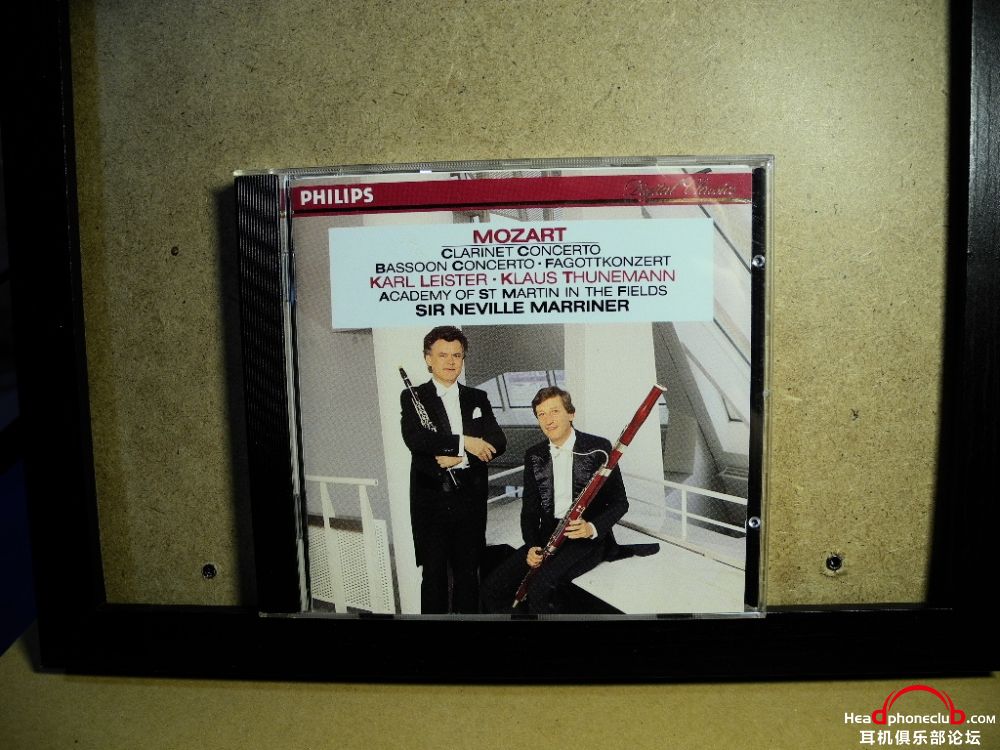 PHILIPS
Digital Classics
MOZART
CLARINET CONCERTO
BASSOON CONCERTO · FAGOTTKONZERT
KARL LEISTER · KLAUS THUNEMANN
ACADEMY OF ST MARTIN IN THE FIELDS
SIR NEVILLE MARRINER
Headphoneclub.com
耳机俱乐部论坛